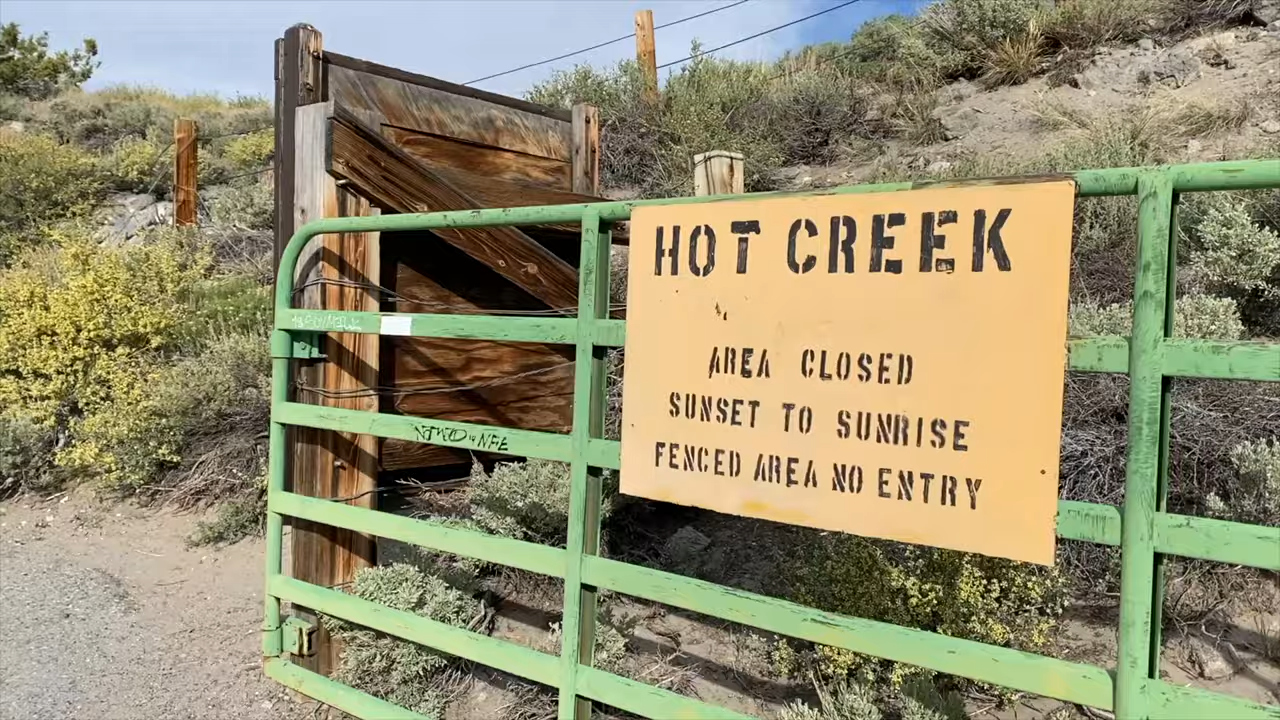 HOT CREEK
AREA CLOSED
SUNSET TO SUNRISE
FENCED AREA NO ENTRY